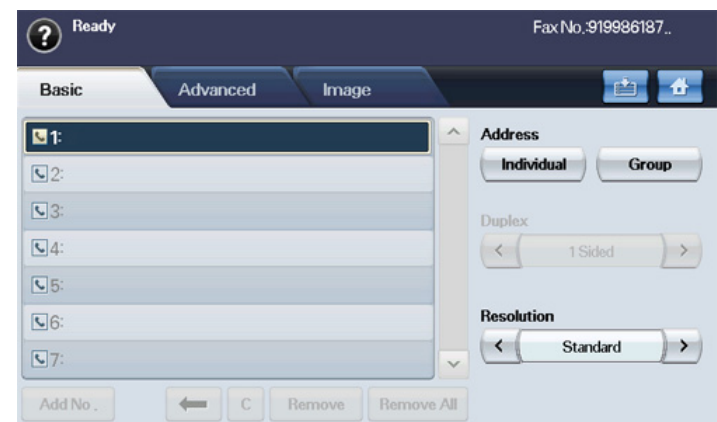 ? Ready
Fax No.:919986187..
Basic
Advanced
Image
1:
2:
3:
4:
5:
6:
7:
Address
Individual
Group
Duplex
< 1 Sided >
Resolution
< Standard >
Add No .
C
Remove
Remove All